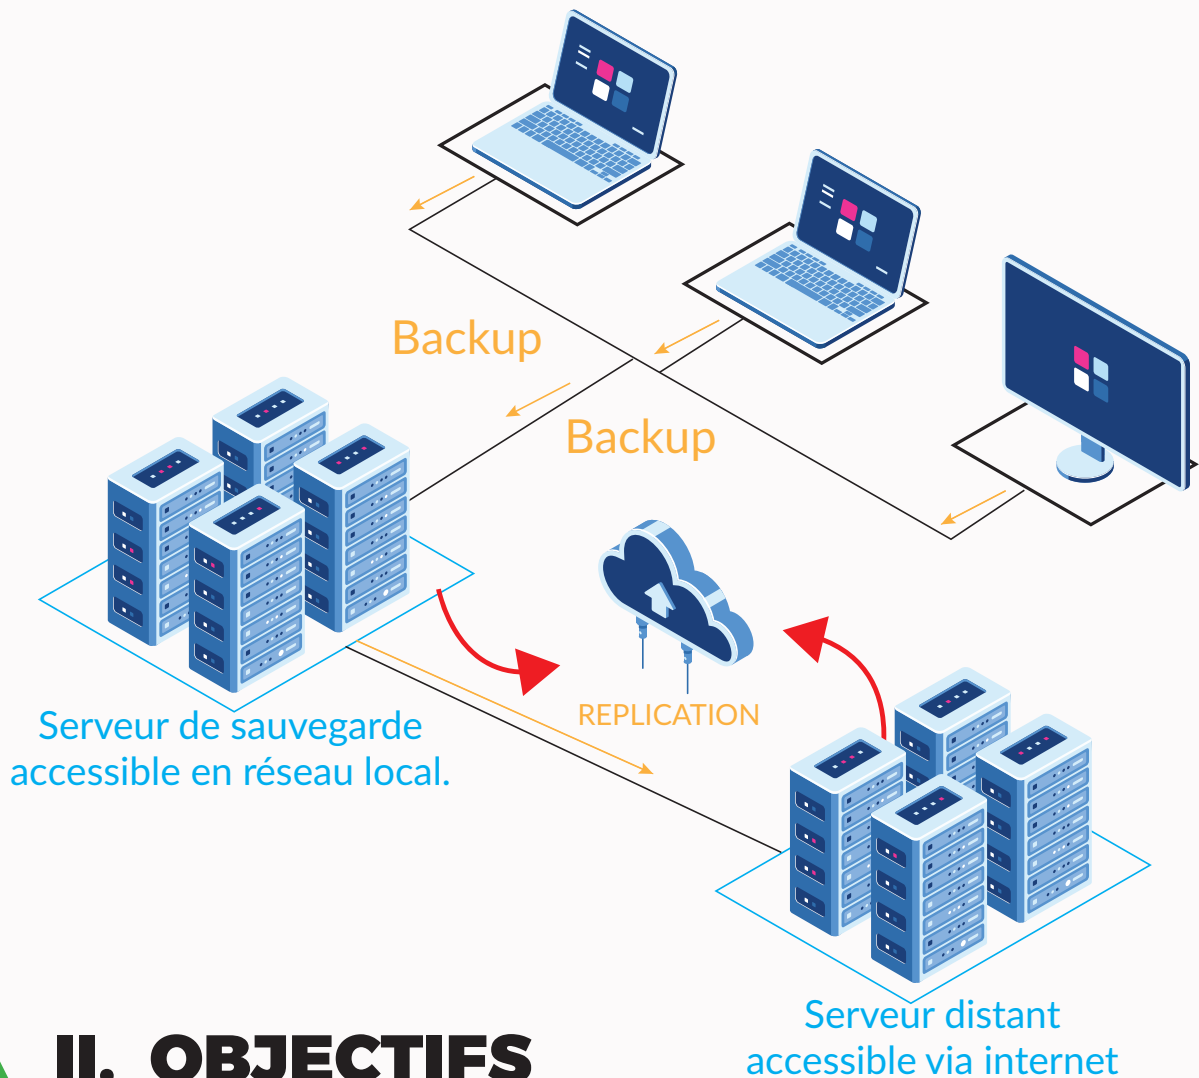 Backup
Backup
REPLICATION
Serveur de sauvegarde
accessible en réseau local.
Serveur distant
accessible via internet
II. OBJECTIFS